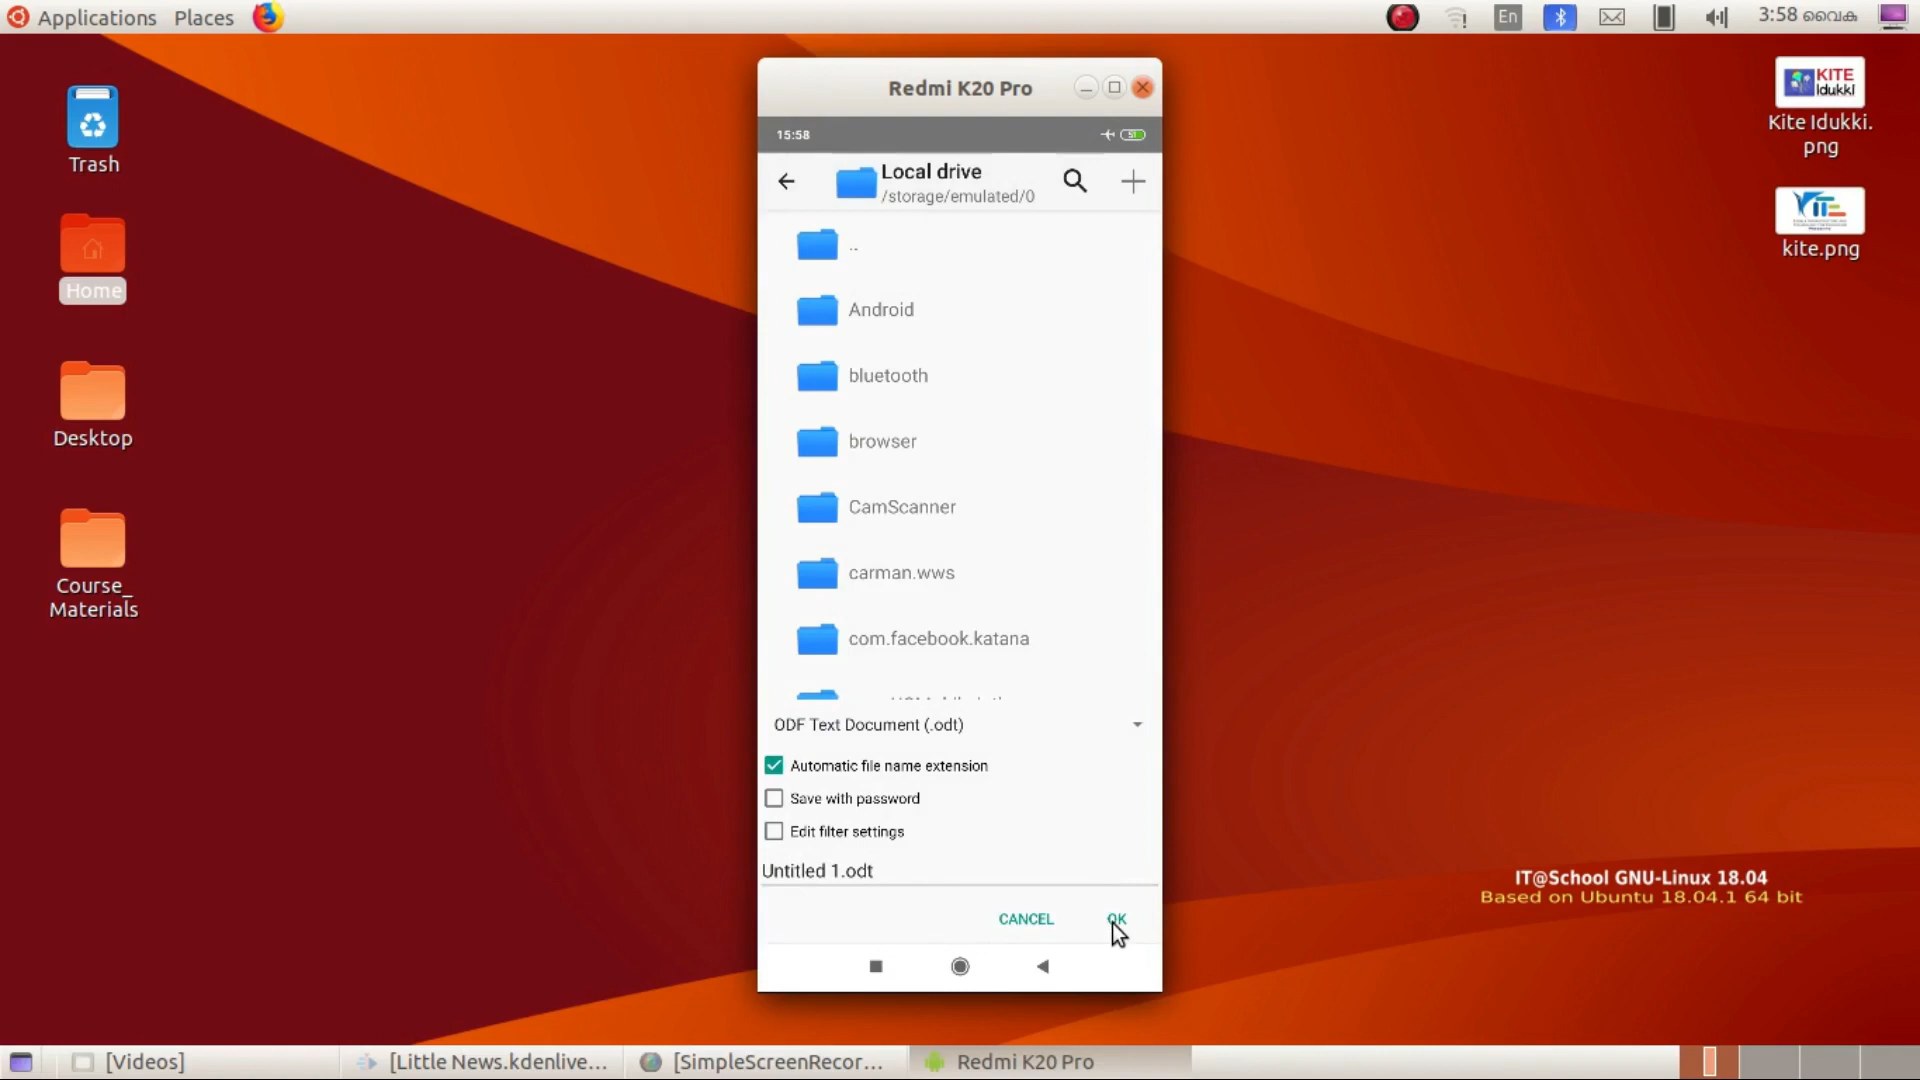 Applications Places
En
3:58 വൈകു
Trash
Home
Desktop
Course_
Materials
Redmi K20 Pro
15:58
51
Local drive
/storage/emulated/0
..
Android
bluetooth
browser
CamScanner
carman.wws
com.facebook.katana
ODF Text Document (.odt)
Automatic file name extension
Save with password
Edit filter settings
Untitled 1.odt
CANCEL OK
KITE
Idukki
Kite Idukki.
png
kite.png
IT@School GNU-Linux 18.04
Based on Ubuntu 18.04.1 64 bit
[Videos]
[Little News.kdenlive...
[SimpleScreenRecor...
Redmi K20 Pro